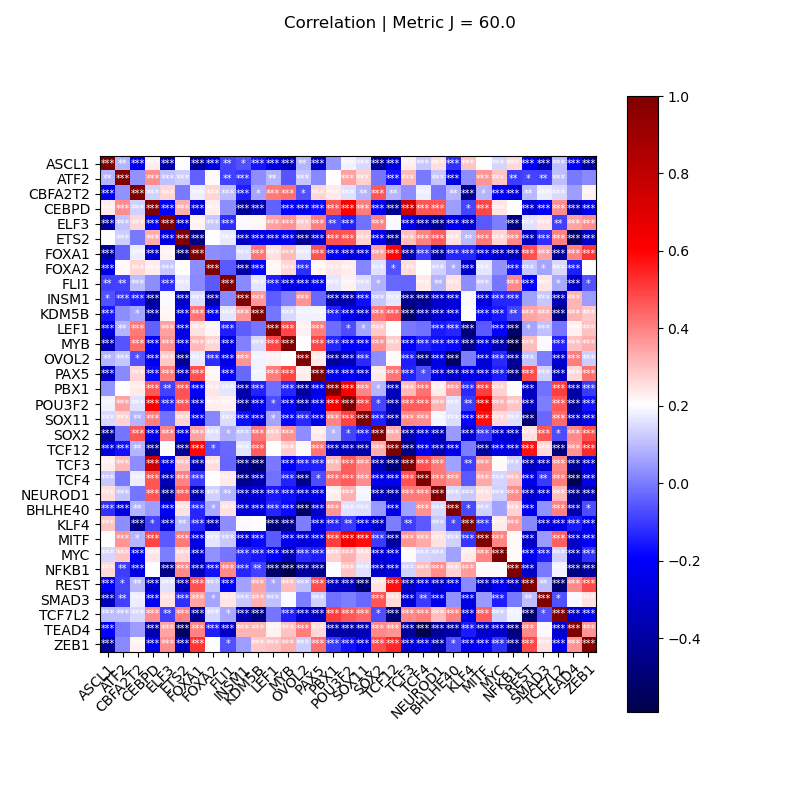 Correlation | Metric J = 60.0
ASCL1
ATF2
CBFA2T2
CEBPD
ELF3
ETS2
FOXA1
FOXA2
FLI1
INSM1
KDM5B
LEF1
MYB
OVOL2
PAX5
PBX1
POU3F2
SOX11
SOX2
TCF12
TCF3
TCF4
NEUROD1
BHLHE40
KLF4
MITF
MYC
NFKB1
REST
SMAD3
TCF7L2
TEAD4
ZEB1
ASCL1
ATF2
CBFA2T2
CEBPD
ELF3
ETS2
FOXA1
FOXA2
FLI1
INSM1
KDM5B
LEF1
MYB
OVOL2
PAX5
PBX1
POU3F2
SOX11
SOX2
TCF12
TCF3
TCF4
NEUROD1
BHLHE40
KLF4
MITF
MYC
NFKB1
REST
SMAD3
TCF7L2
TEAD4
ZEB1
1.0
0.8
0.6
0.4
0.2
0.0
−0.2
−0.4